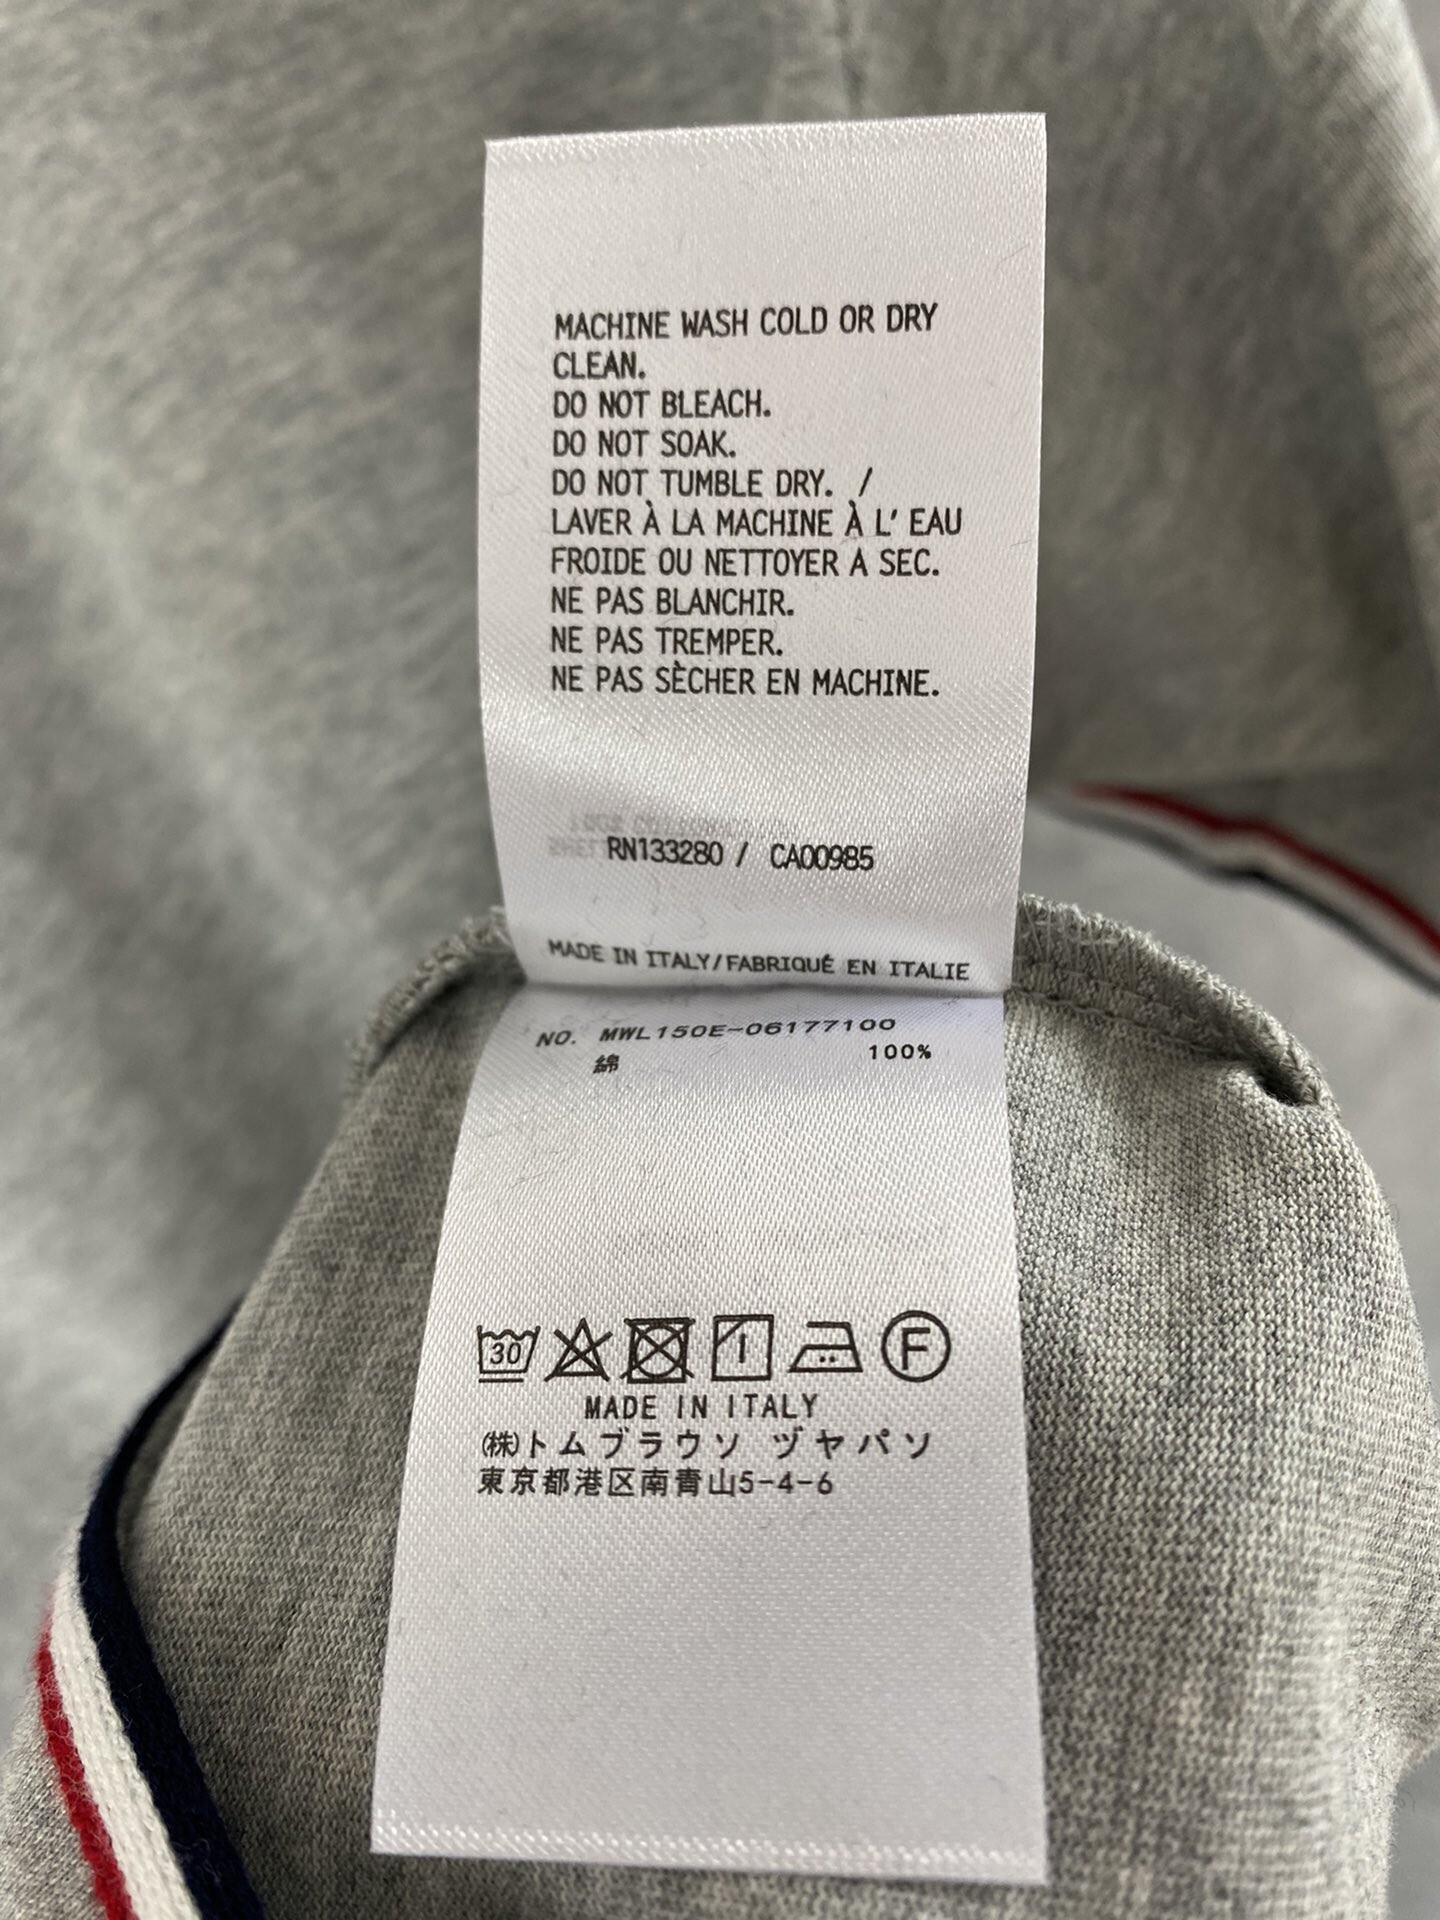 MACHINE WASH COLD OR DRY
CLEAN.
DO NOT BLEACH.
DO NOT SOAK.
DO NOT TUMBLE DRY. /
LAVER À LA MACHINE À L' EAU
FROIDE OU NETTOYER A SEC.
NE PAS BLANCHIR.
NE PAS TREMPER.
NE PAS SÈCHER EN MACHINE.
RN133280 / CA00985
MADE IN ITALY/FABRIQUÉ EN ITALIE
NO. MWL150E-06177100
綿 100%
30 F
MADE IN ITALY
㈱トムブラウソ ヅヤパソ
東京都港区南青山5-4-6